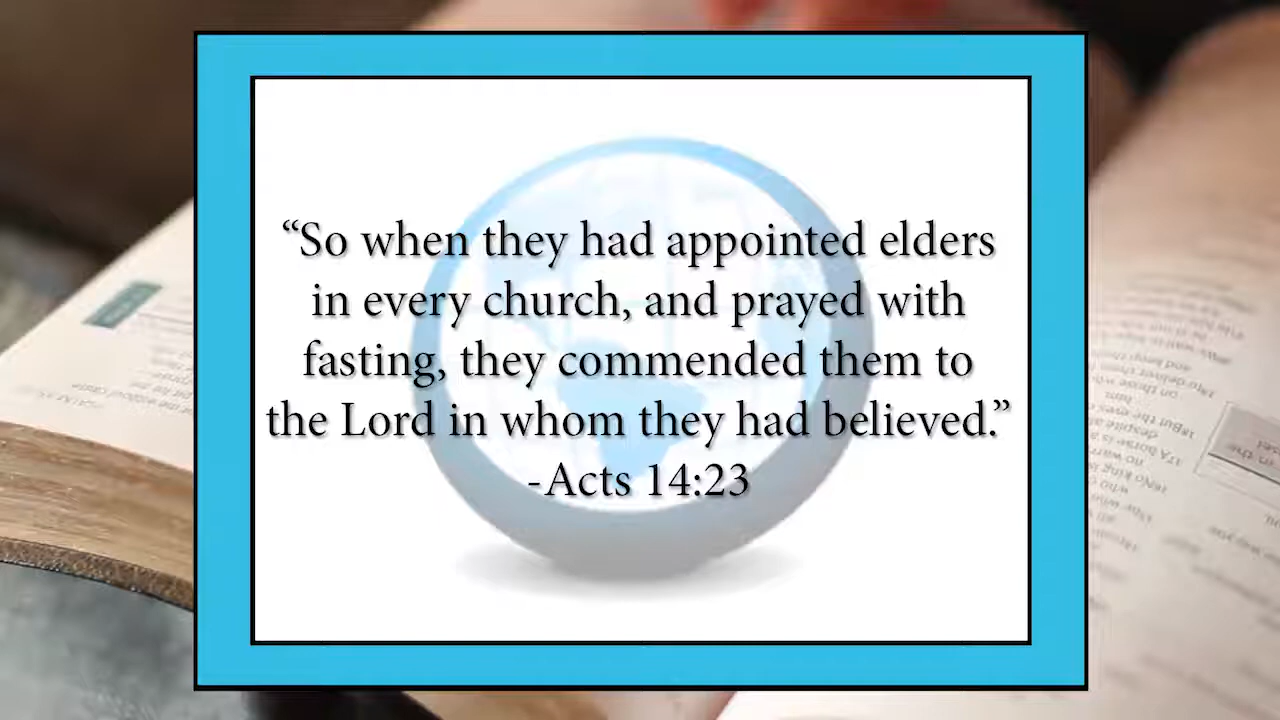 “So when they had appointed elders
in every church, and prayed with
fasting, they commended them to
the Lord in whom they had believed.”
-Acts 14:23